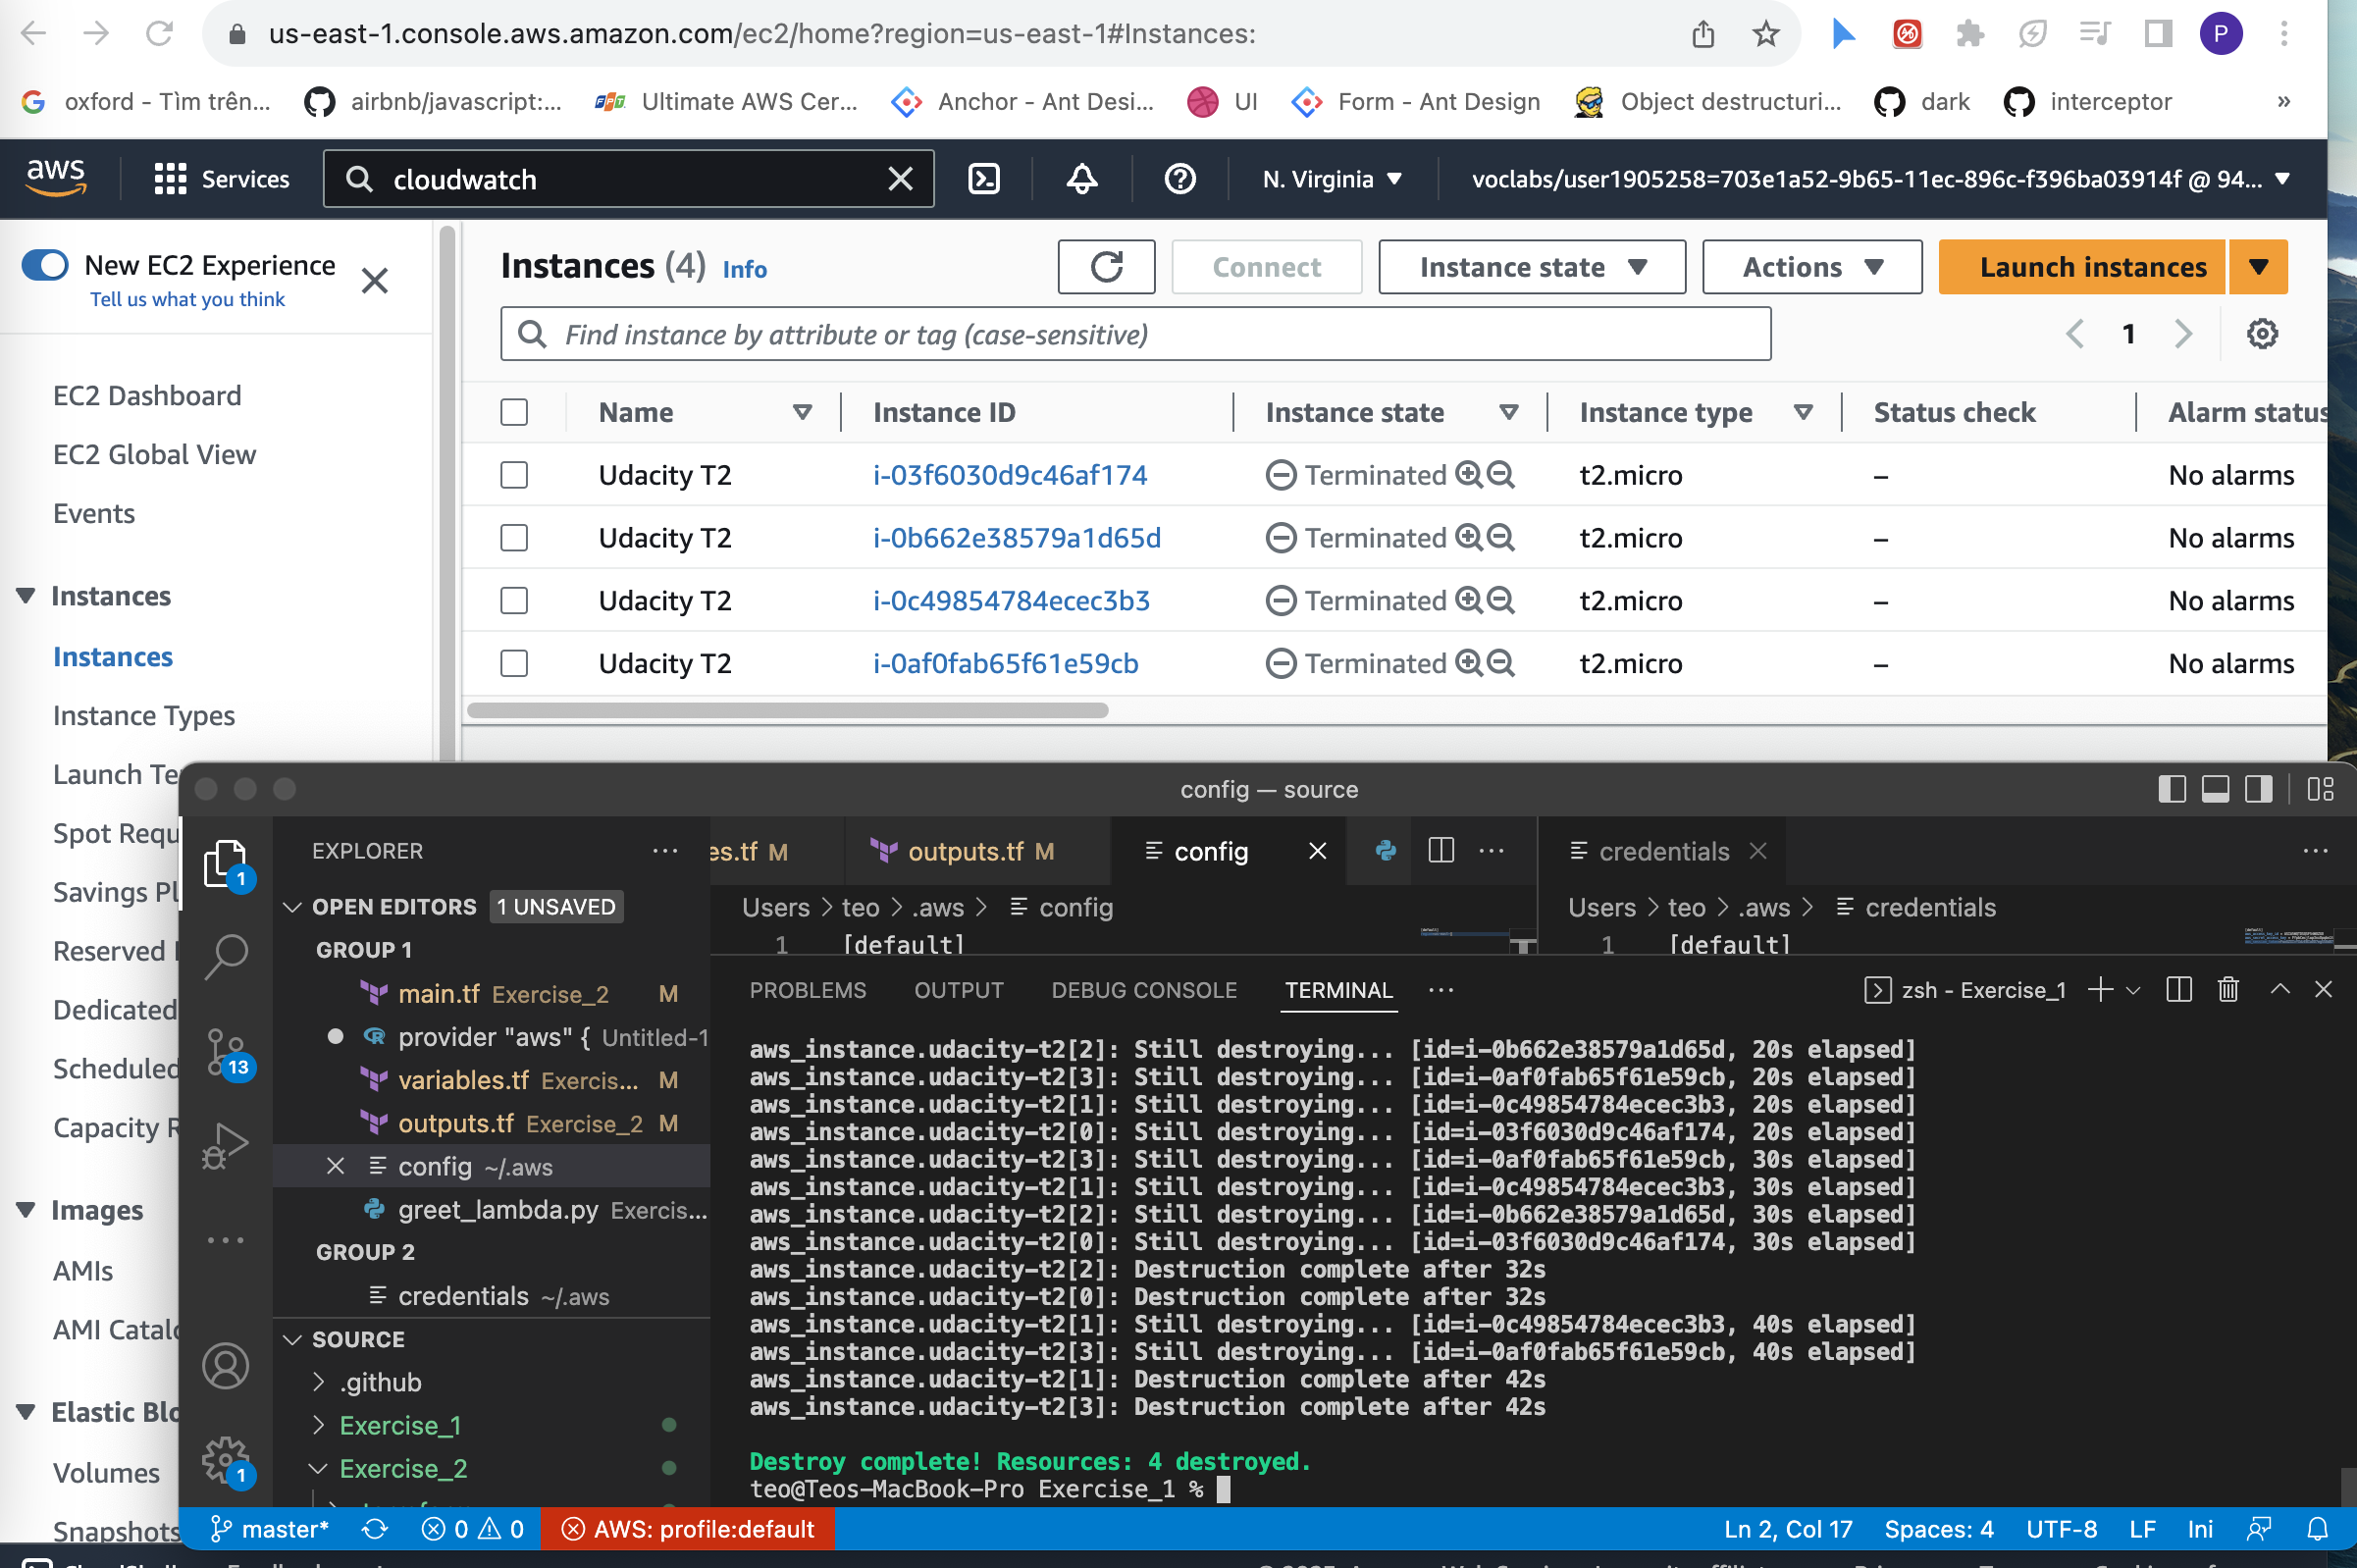 us-east-1.console.aws.amazon.com/ec2/home?region=us-east-1#Instances:
P
oxford - Tìm trên...
airbnb/javascript:...
FPT
Ultimate AWS Cer...
Anchor - Ant Desi...
UI
Form - Ant Design
Object destructuri...
dark
interceptor
»
aws
Services
cloudwatch
N. Virginia
voclabs/user1905258=703e1a52-9b65-11ec-896c-f396ba03914f @ 94...
New EC2 Experience
Tell us what you think
EC2 Dashboard
EC2 Global View
Events
Instances
Instances
Instance Types
Launch Te
Spot Requ
Savings Pl
Reserved
Dedicated
Scheduled
Capacity R
Images
AMIs
AMI Catalo
Elastic Blo
Volumes
Snapshots
Instances (4) Info
Connect
Instance state
Actions
Launch instances
Find instance by attribute or tag (case-sensitive)
1
Name Instance ID Instance state Instance type Status check Alarm status
Udacity T2 i-03f6030d9c46af174 Terminated t2.micro – No alarms
Udacity T2 i-0b662e38579a1d65d Terminated t2.micro – No alarms
Udacity T2 i-0c49854784ecec3b3 Terminated t2.micro – No alarms
Udacity T2 i-0af0fab65f61e59cb Terminated t2.micro – No alarms
config — source
EXPLORER ...
1
13
1
OPEN EDITORS 1 UNSAVED
GROUP 1
main.tf Exercise_2 M
provider "aws" { Untitled-1
variables.tf Exercis... M
outputs.tf Exercise_2 M
config ~/.aws
greet_lambda.py Exercis...
GROUP 2
credentials ~/.aws
SOURCE
.github
Exercise_1
Exercise_2
es.tf M
outputs.tf M
config
credentials
Users > teo > .aws > config
1 [default]
Users > teo > .aws > credentials
1 [default]
PROBLEMS OUTPUT DEBUG CONSOLE TERMINAL ...
zsh - Exercise_1
aws_instance.udacity-t2[2]: Still destroying... [id=i-0b662e38579a1d65d, 20s elapsed]
aws_instance.udacity-t2[3]: Still destroying... [id=i-0af0fab65f61e59cb, 20s elapsed]
aws_instance.udacity-t2[1]: Still destroying... [id=i-0c49854784ecec3b3, 20s elapsed]
aws_instance.udacity-t2[0]: Still destroying... [id=i-03f6030d9c46af174, 20s elapsed]
aws_instance.udacity-t2[3]: Still destroying... [id=i-0af0fab65f61e59cb, 30s elapsed]
aws_instance.udacity-t2[1]: Still destroying... [id=i-0c49854784ecec3b3, 30s elapsed]
aws_instance.udacity-t2[2]: Still destroying... [id=i-0b662e38579a1d65d, 30s elapsed]
aws_instance.udacity-t2[0]: Still destroying... [id=i-03f6030d9c46af174, 30s elapsed]
aws_instance.udacity-t2[2]: Destruction complete after 32s
aws_instance.udacity-t2[0]: Destruction complete after 32s
aws_instance.udacity-t2[1]: Still destroying... [id=i-0c49854784ecec3b3, 40s elapsed]
aws_instance.udacity-t2[3]: Still destroying... [id=i-0af0fab65f61e59cb, 40s elapsed]
aws_instance.udacity-t2[1]: Destruction complete after 42s
aws_instance.udacity-t2[3]: Destruction complete after 42s
Destroy complete! Resources: 4 destroyed.
teo@Teos-MacBook-Pro Exercise_1 %
master*
0
0
AWS: profile:default
Ln 2, Col 17
Spaces: 4
UTF-8
LF
Ini